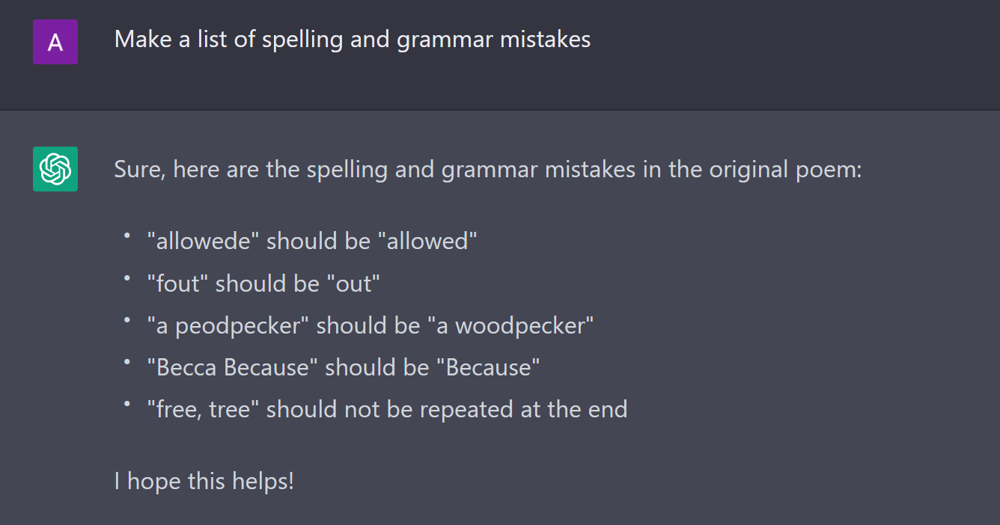 A
Make a list of spelling and grammar mistakes
Sure, here are the spelling and grammar mistakes in the original poem:
• "allowede" should be "allowed"
• "fout" should be "out"
• "a peodpecker" should be "a woodpecker"
• "Becca Because" should be "Because"
• "free, tree" should not be repeated at the end
I hope this helps!